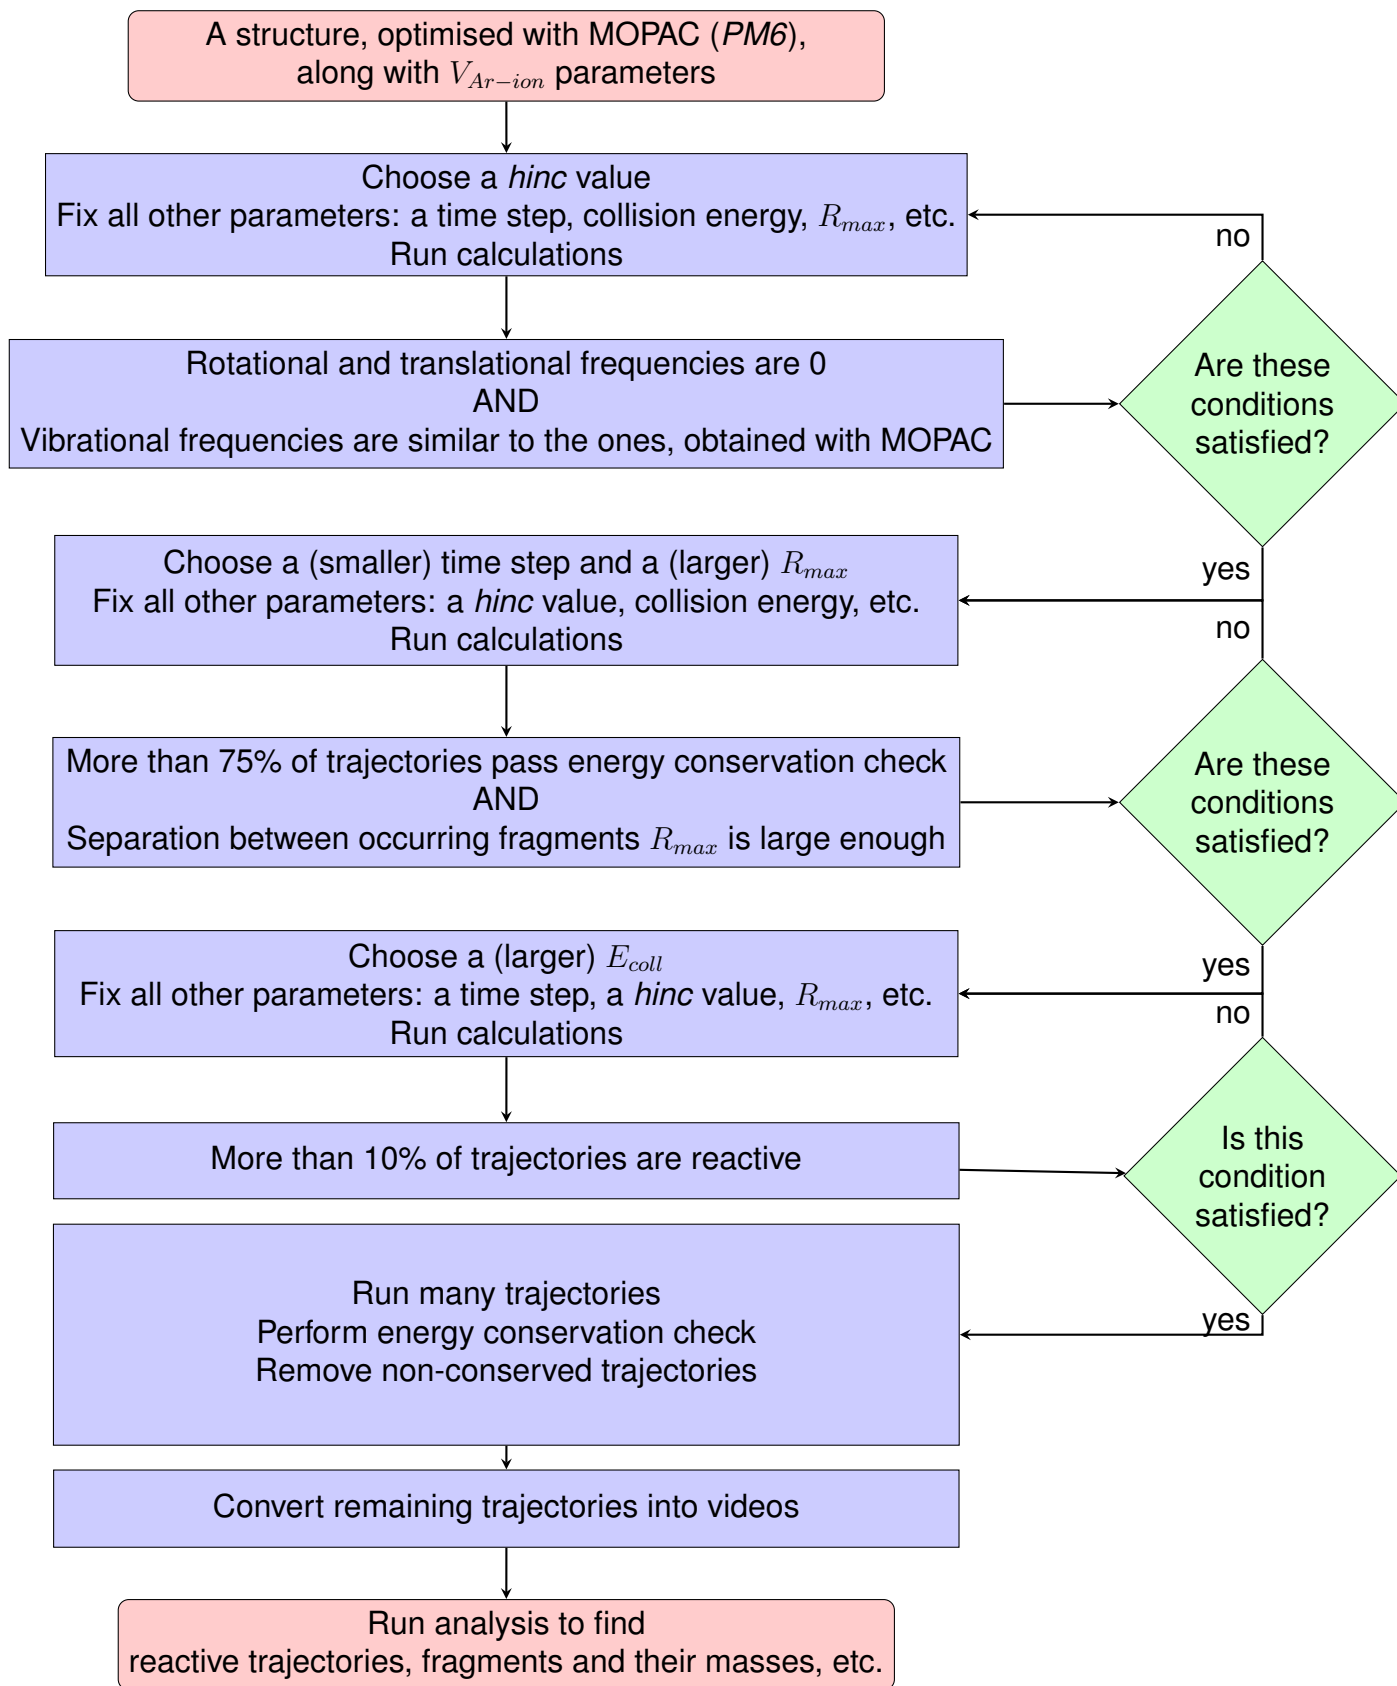 A structure, optimised with MOPAC (PM6),
along with V_{Ar-ion} parameters
Choose a hinc value
Fix all other parameters: a time step, collision energy, R_{max}, etc.
Run calculations
no
Rotational and translational frequencies are 0
AND
Vibrational frequencies are similar to the ones, obtained with MOPAC
Are these
conditions
satisfied?
yes
Choose a (smaller) time step and a (larger) R_{max}
Fix all other parameters: a hinc value, collision energy, etc.
Run calculations
no
More than 75% of trajectories pass energy conservation check
AND
Separation between occurring fragments R_{max} is large enough
Are these
conditions
satisfied?
yes
Choose a (larger) E_{coll}
Fix all other parameters: a time step, a hinc value, R_{max}, etc.
Run calculations
no
More than 10% of trajectories are reactive
Is this
condition
satisfied?
yes
Run many trajectories
Perform energy conservation check
Remove non-conserved trajectories
Convert remaining trajectories into videos
Run analysis to find
reactive trajectories, fragments and their masses, etc.